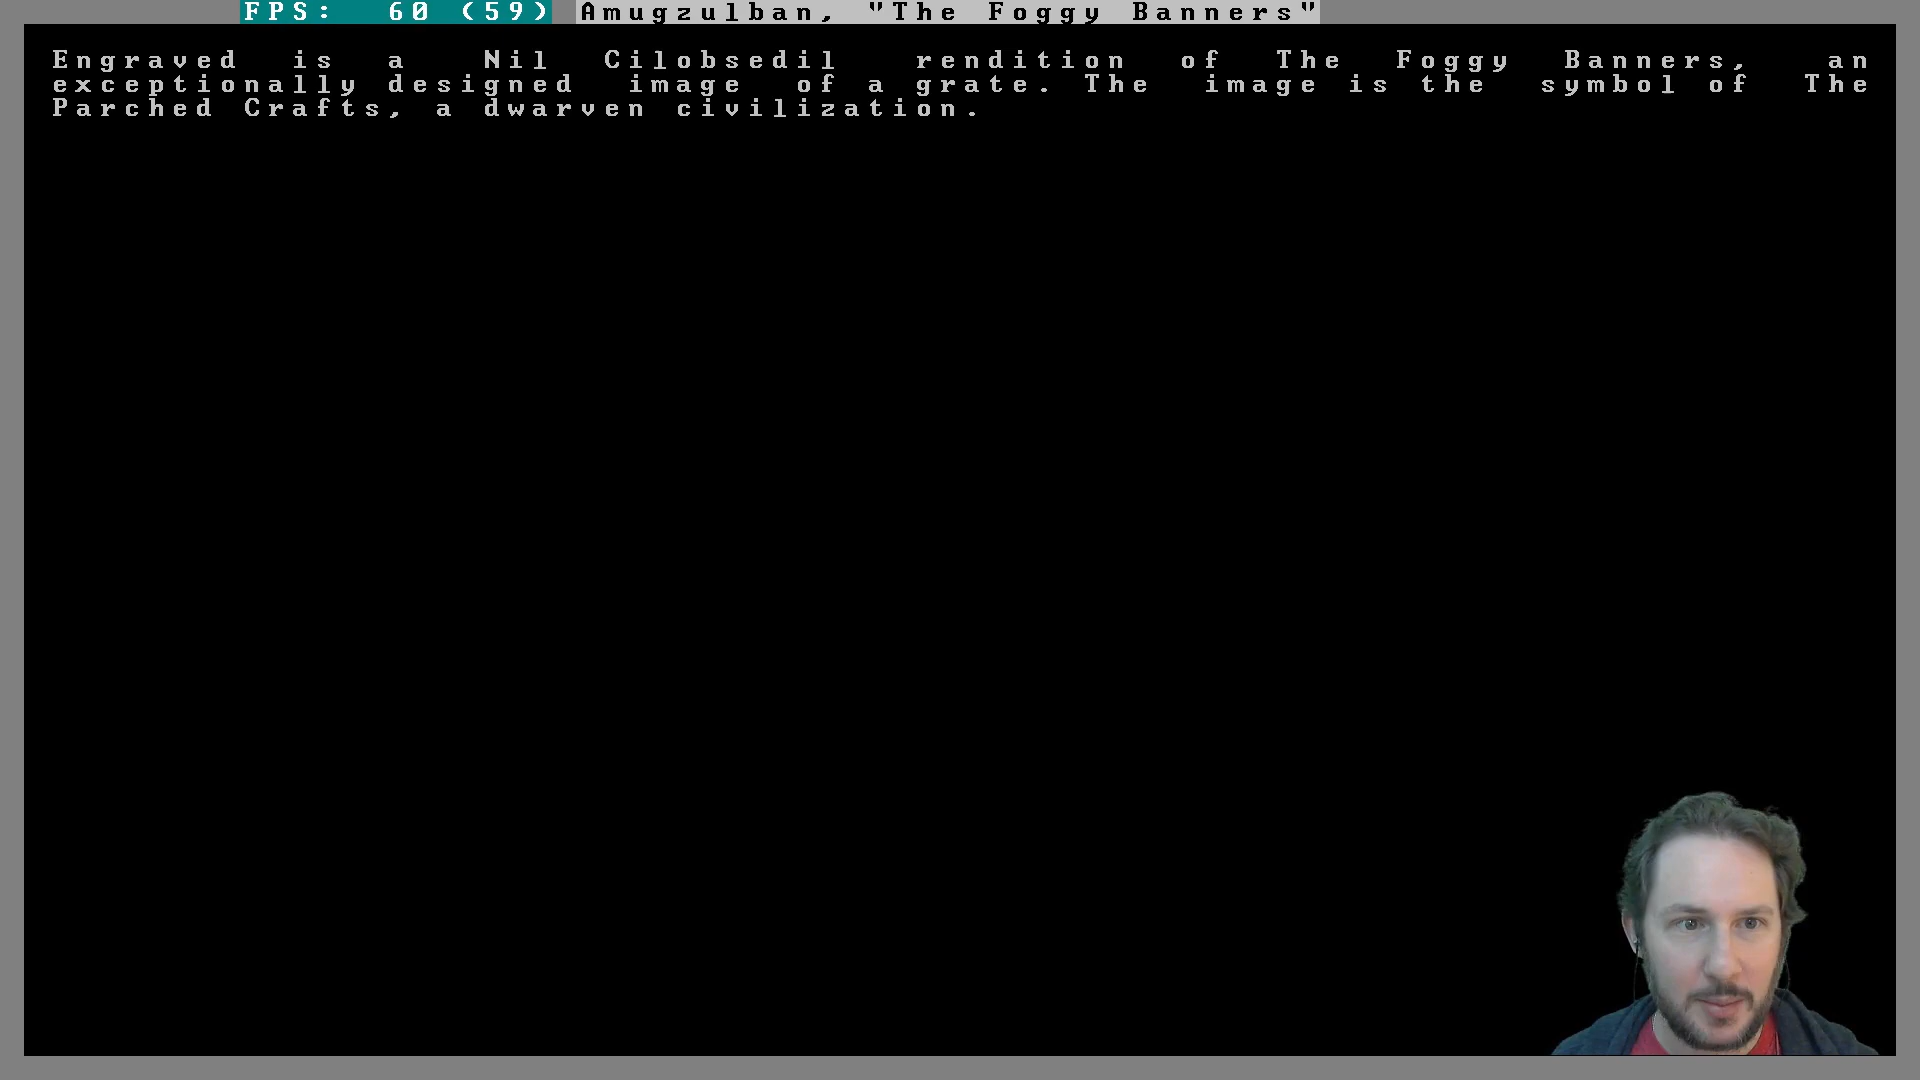 FPS: 60 (59) Amugzulban, "The Foggy Banners"
Engraved is a Nil Cilobsedil rendition of The Foggy Banners, an
exceptionally designed image of a grate. The image is the symbol of The
Parched Crafts, a dwarven civilization.